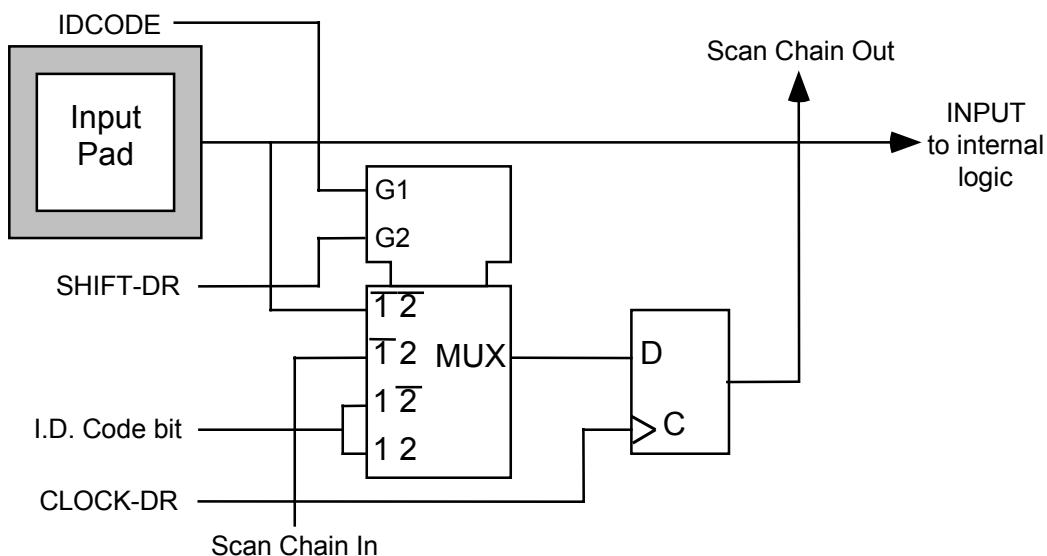 IDCODE
Scan Chain Out
Input
Pad
INPUT
to internal
logic
G1
G2
SHIFT-DR
1̅ 2̅
1̅ 2
MUX
D
1 2̅
I.D. Code bit
1 2
C
CLOCK-DR
Scan Chain In